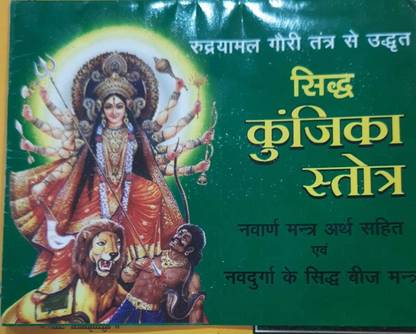 रुद्रयामल गौरी तंत्र से उद्धृत
सिद्ध
कुंजिका
स्तोत्र
नवार्ण मन्त्र अर्थ सहित
एवं
नवदुर्गा के सिद्ध बीज मन्त्र